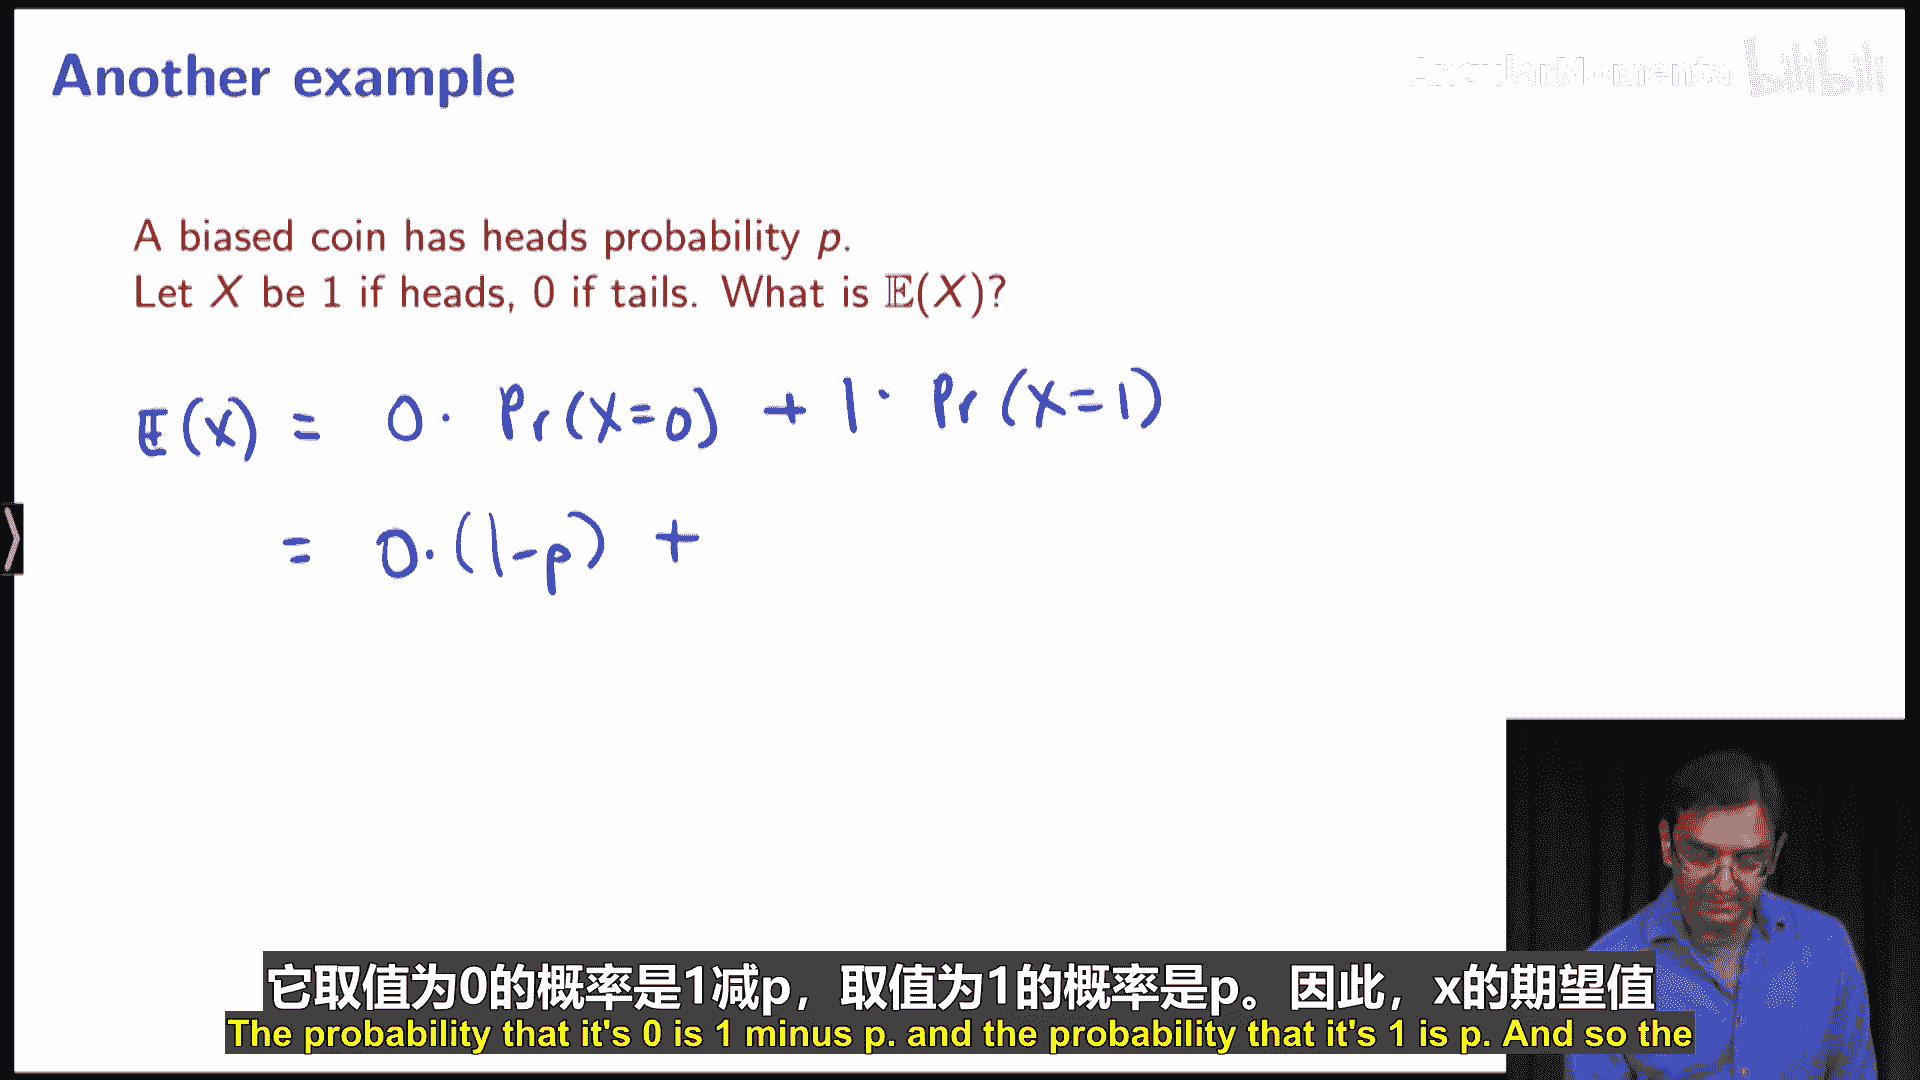 Another example
bilibili
A biased coin has heads probability p.
Let X be 1 if heads, 0 if tails. What is 𝔼(X)?
𝔼(X) = 0 · Pr(X=0) + 1 · Pr(X=1)
= 0·(1-p) +
它取值为0的概率是1减p，取值为1的概率是p。因此，x的期望值
The probability that it's 0 is 1 minus p. and the probability that it's 1 is p. And so the